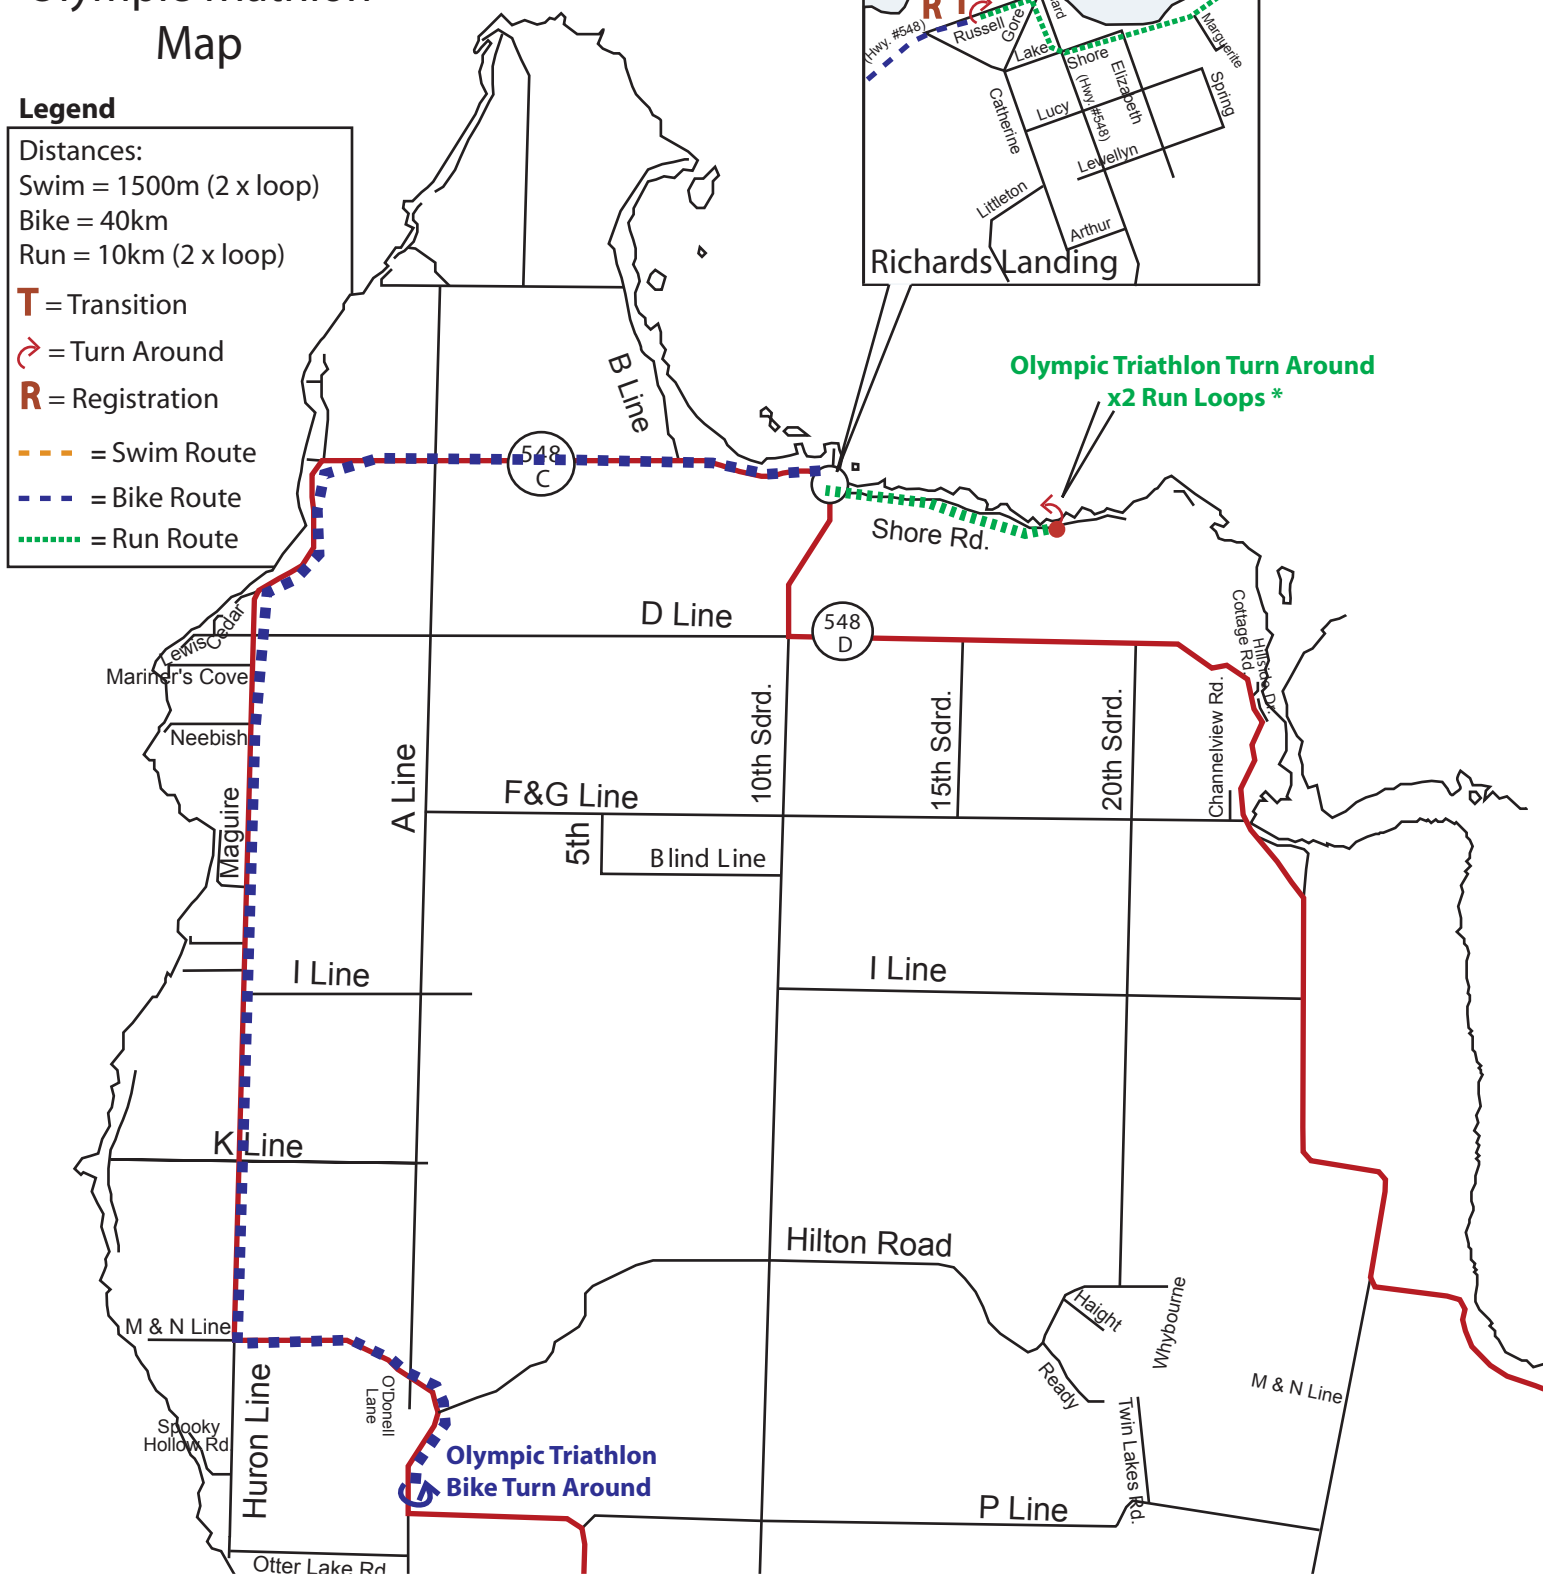 Olympic Triathlon
Map
Legend
Distances:
Swim = 1500m (2 x loop)
Bike = 40km
Run = 10km (2 x loop)
T = Transition
= Turn Around
R = Registration
= Swim Route
= Bike Route
= Run Route
R T
(Hwy. #548)
Russell
Gore
Lake
Shore
Marguerite
Catherine
Lucy
(Hwy. #548)
Elizabeth
Spring
Lewellyn
Littleton
Arthur
Richards Landing
B Line
Olympic Triathlon Turn Around
x2 Run Loops *
548
C
Shore Rd.
D Line
548
D
Lewis
Cedar
Mariner's Cove
Neebish
Maguire
A Line
F&G Line
5th
Blind Line
10th Sdrd.
15th Sdrd.
20th Sdrd.
Channelview Rd.
Cottage Rd.
Hillside Dr.
I Line
I Line
K Line
Hilton Road
Haight
Whybourne
Ready
M & N Line
M & N Line
O'Donell
Lane
Huron Line
Spooky
Hollow Rd.
Olympic Triathlon
Bike Turn Around
Twin Lakes Rd.
P Line
Otter Lake Rd